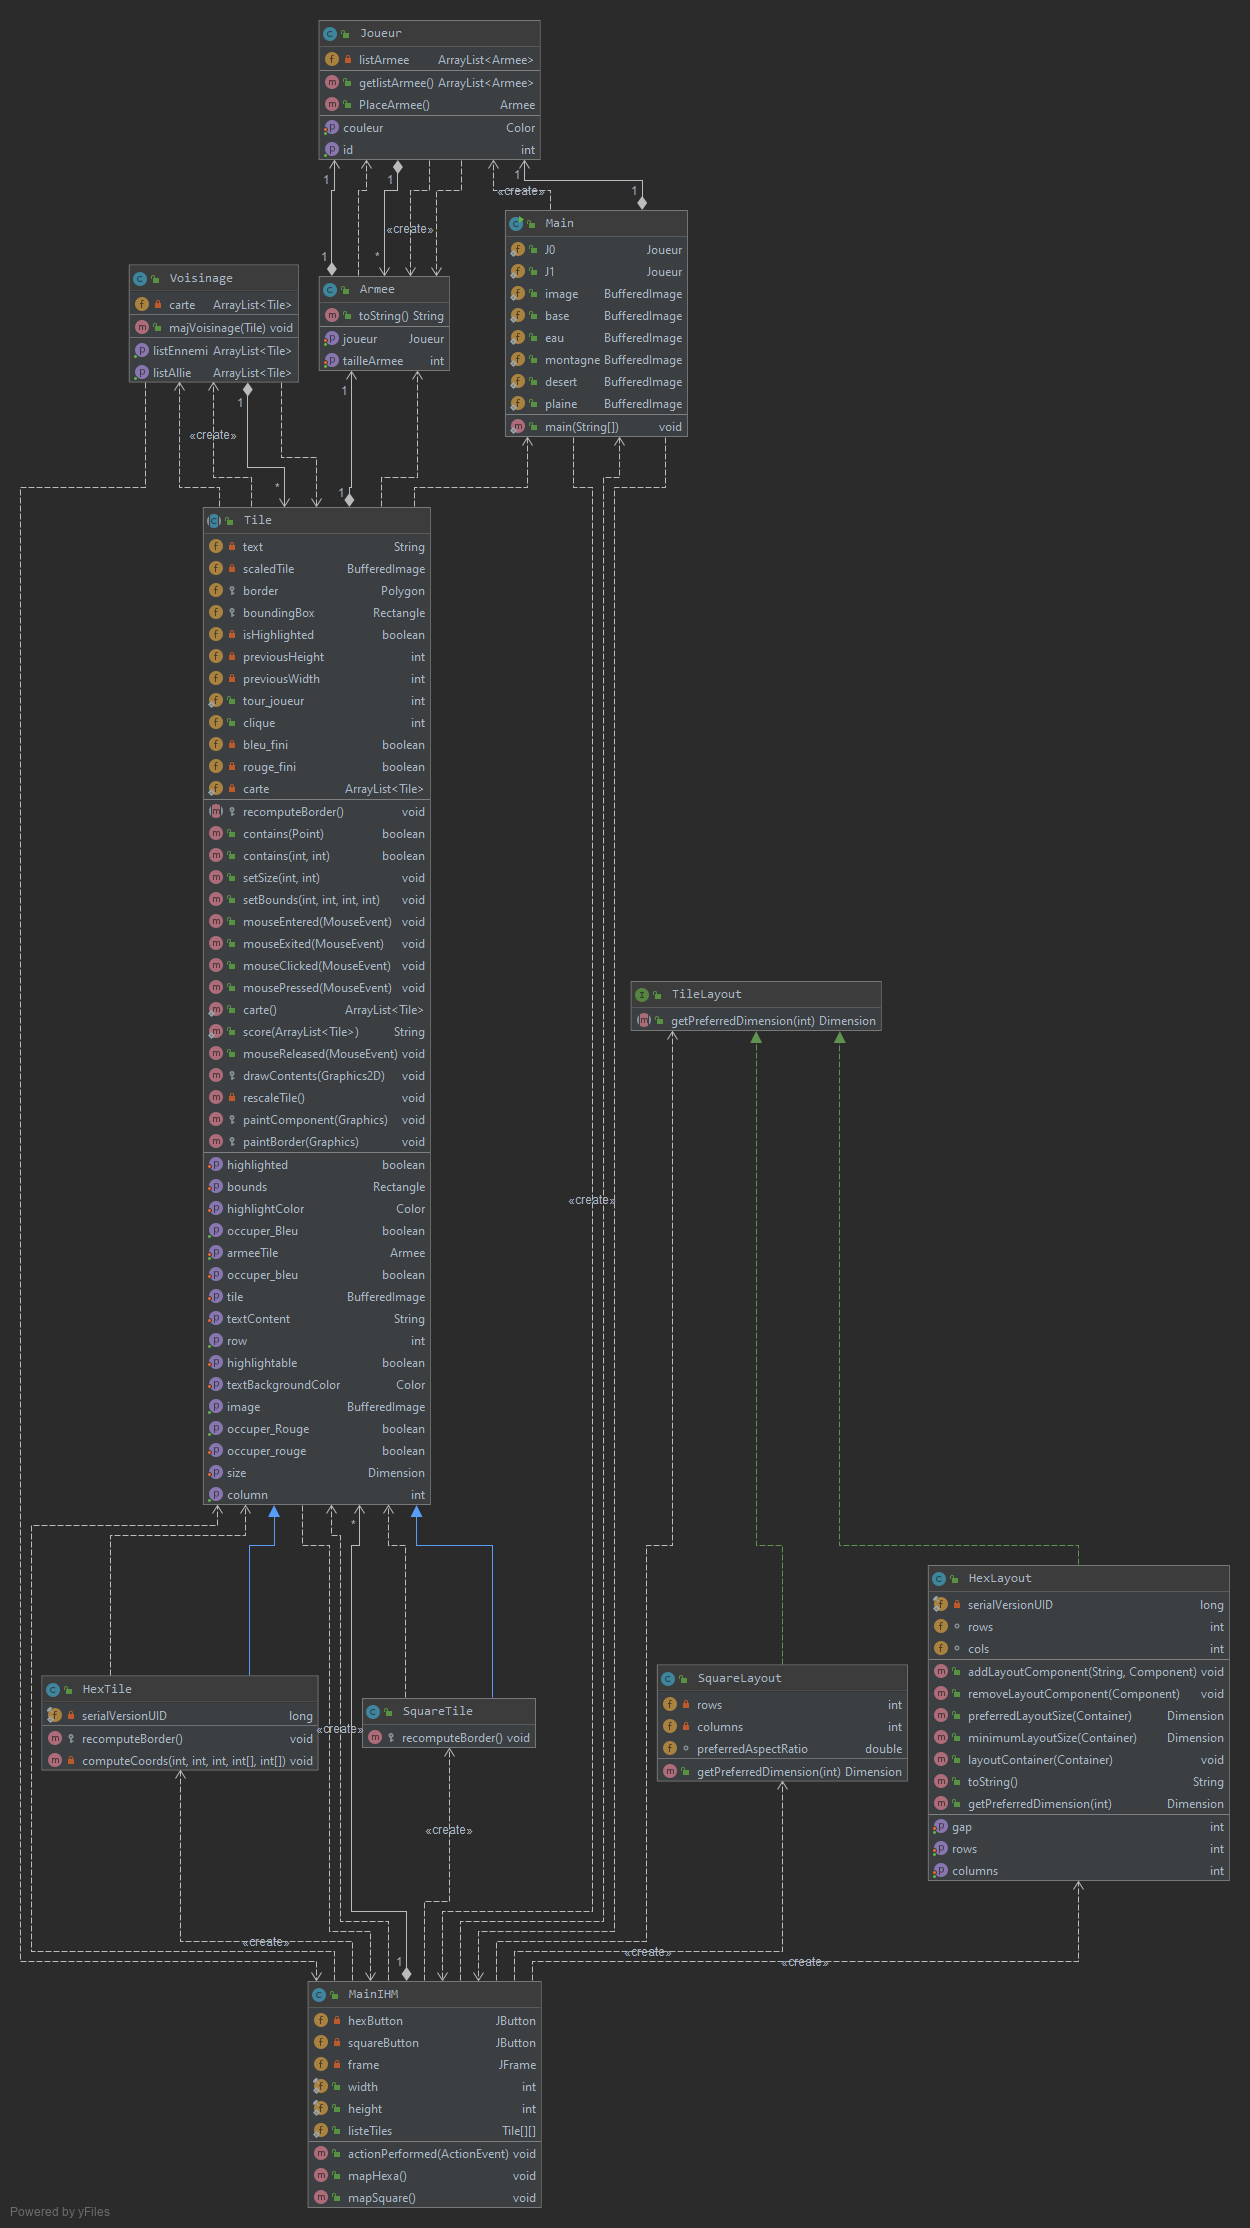 Joueur
listArmee ArrayList<Armee>
getlistArmee() ArrayList<Armee>
PlaceArmee() Armee
couleur Color
id int
1
1
1
1
«create»
«create»
1
*
Main
J0 Joueur
J1 Joueur
image BufferedImage
base BufferedImage
eau BufferedImage
montagne BufferedImage
desert BufferedImage
plaine BufferedImage
main(String[]) void
Voisinage
carte ArrayList<Tile>
majVoisinage(Tile) void
listEnnemi ArrayList<Tile>
listAllie ArrayList<Tile>
Armee
toString() String
joueur Joueur
tailleArmee int
1
1
«create»
*
1
Tile
text String
scaledTile BufferedImage
border Polygon
boundingBox Rectangle
isHighlighted boolean
previousHeight int
previousWidth int
tour_joueur int
clique int
bleu_fini boolean
rouge_fini boolean
carte ArrayList<Tile>
recomputeBorder() void
contains(Point) boolean
contains(int, int) boolean
setSize(int, int) void
setBounds(int, int, int, int) void
mouseEntered(MouseEvent) void
mouseExited(MouseEvent) void
mouseClicked(MouseEvent) void
mousePressed(MouseEvent) void
carte() ArrayList<Tile>
score(ArrayList<Tile>) String
mouseReleased(MouseEvent) void
drawContents(Graphics2D) void
rescaleTile() void
paintComponent(Graphics) void
paintBorder(Graphics) void
highlighted boolean
bounds Rectangle
highlightColor Color
occuper_Bleu boolean
armeeTile Armee
occuper_bleu boolean
tile BufferedImage
textContent String
row int
highlightable boolean
textBackgroundColor Color
image BufferedImage
occuper_Rouge boolean
occuper_rouge boolean
size Dimension
column int
TileLayout
getPreferredDimension(int) Dimension
«create»
*
HexLayout
serialVersionUID long
rows int
cols int
addLayoutComponent(String, Component) void
removeLayoutComponent(Component) void
preferredLayoutSize(Container) Dimension
minimumLayoutSize(Container) Dimension
layoutContainer(Container) void
toString() String
getPreferredDimension(int) Dimension
gap int
rows int
columns int
SquareLayout
rows int
columns int
preferredAspectRatio double
getPreferredDimension(int) Dimension
HexTile
serialVersionUID long
recomputeBorder() void
computeCoords(int, int, int, int[], int[]) void
«create»
SquareTile
recomputeBorder() void
«create»
«create»
«create»
«create»
1
MainIHM
hexButton JButton
squareButton JButton
frame JFrame
width int
height int
listeTiles Tile[][]
actionPerformed(ActionEvent) void
mapHexa() void
mapSquare() void
Powered by yFiles